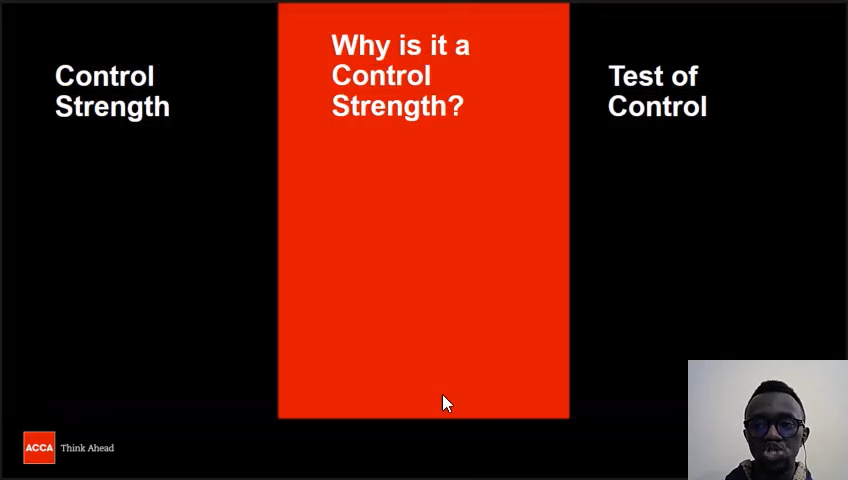 Control
Strength
Why is it a
Control
Strength?
Test of
Control
ACCA
Think Ahead